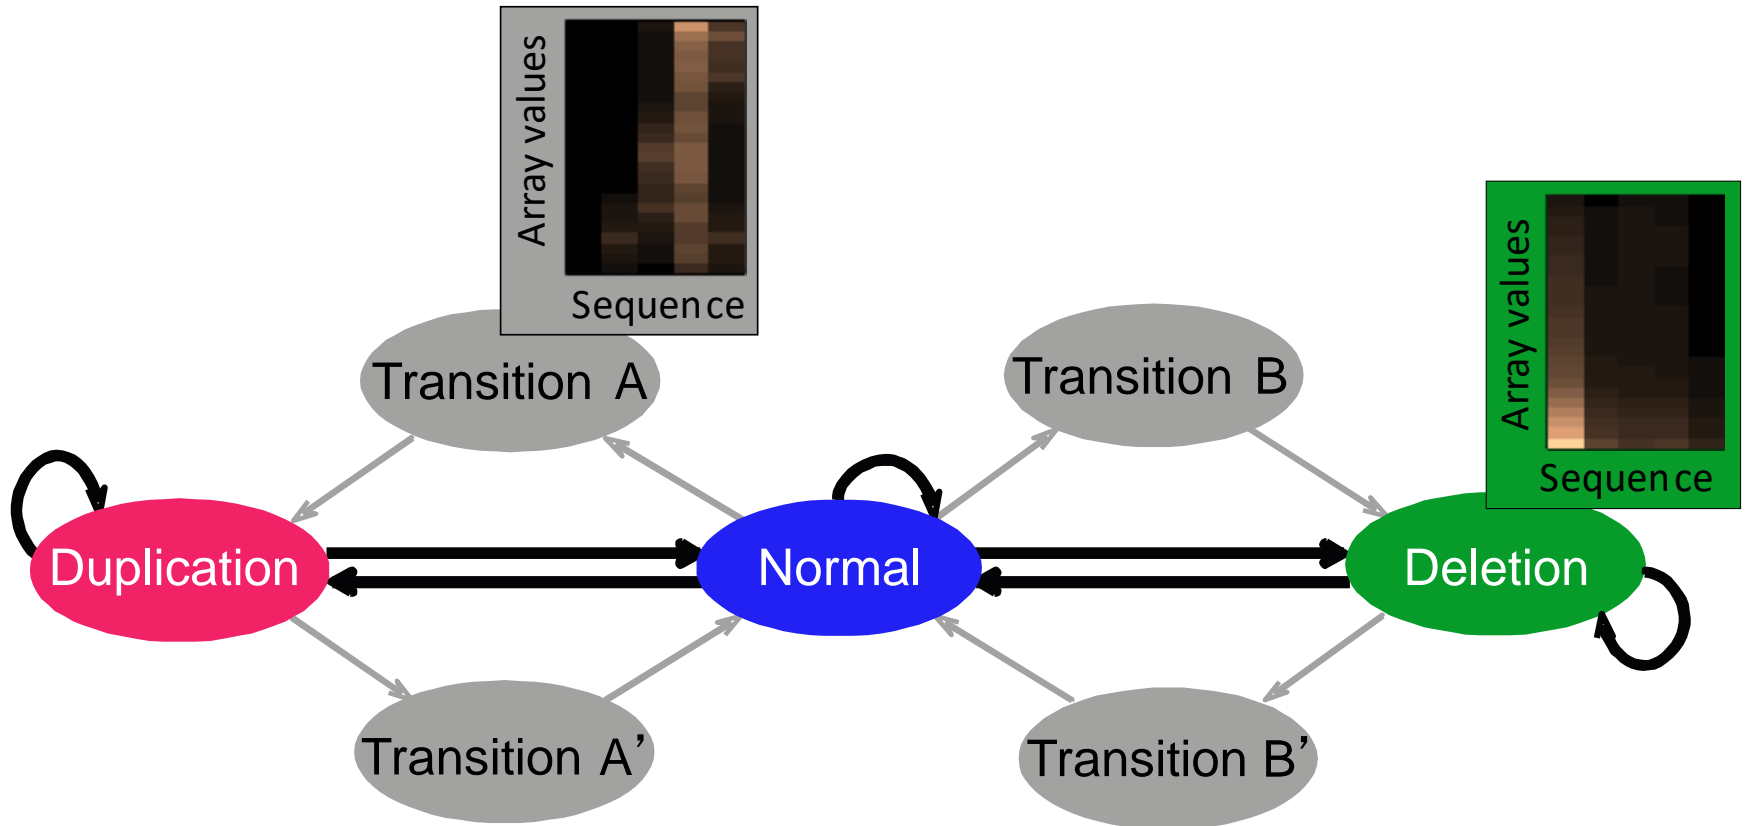 Array values
Sequence
Array values
Sequence
Transition A
Transition B
Duplication
Normal
Deletion
Transition A’
Transition B’